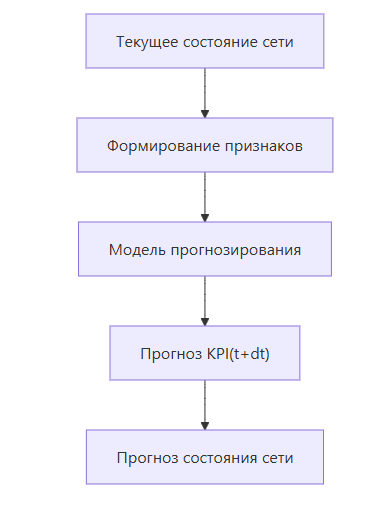 Текущее состояние сети
Формирование признаков
Модель прогнозирования
Прогноз KPI(t+dt)
Прогноз состояния сети